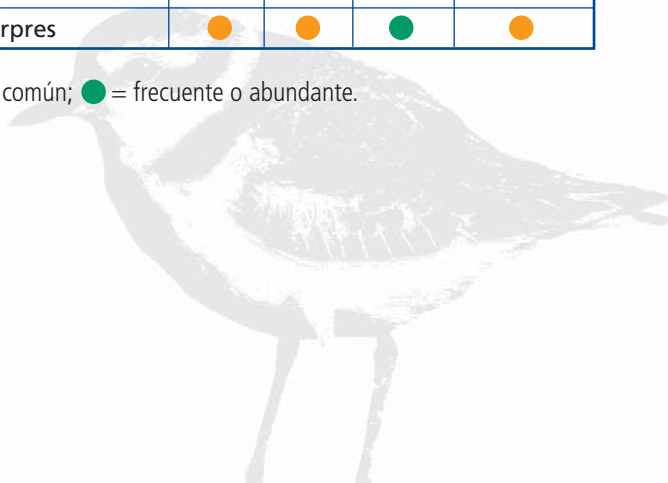 rpres
común; = frecuente o abundante.